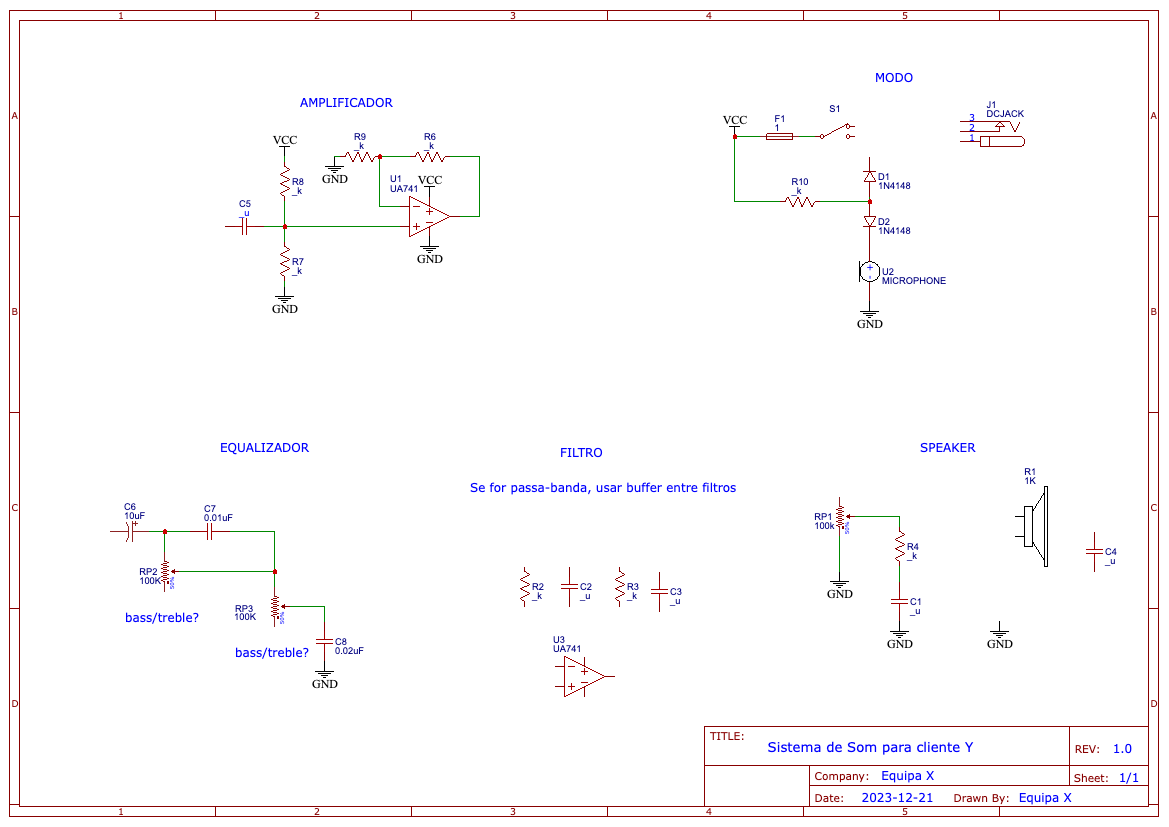 1 2 3 4 5
A A
B B
C C
D D
1 2 3 4 5
AMPLIFICADOR
VCC
R8
_k
R9
_k
R6
_k
GND
U1
UA741
VCC
C5
_u
R7
_k
GND
GND
MODO
VCC
F1
1
S1
J1
DCJACK
3
2
1
R10
_k
D1
1N4148
D2
1N4148
U2
MICROPHONE
GND
EQUALIZADOR
C6
10uF
C7
0.01uF
RP2
100K
50%
bass/treble?
RP3
100K
50%
bass/treble?
C8
0.02uF
GND
FILTRO
Se for passa-banda, usar buffer entre filtros
R2
_k
C2
_u
R3
_k
C3
_u
U3
UA741
SPEAKER
RP1
100k
50%
GND
R4
_k
C1
_u
GND
GND
R1
1K
C4
_u
TITLE:
Sistema de Som para cliente Y
REV: 1.0
Company: Equipa X
Sheet: 1/1
Date: 2023-12-21 Drawn By: Equipa X